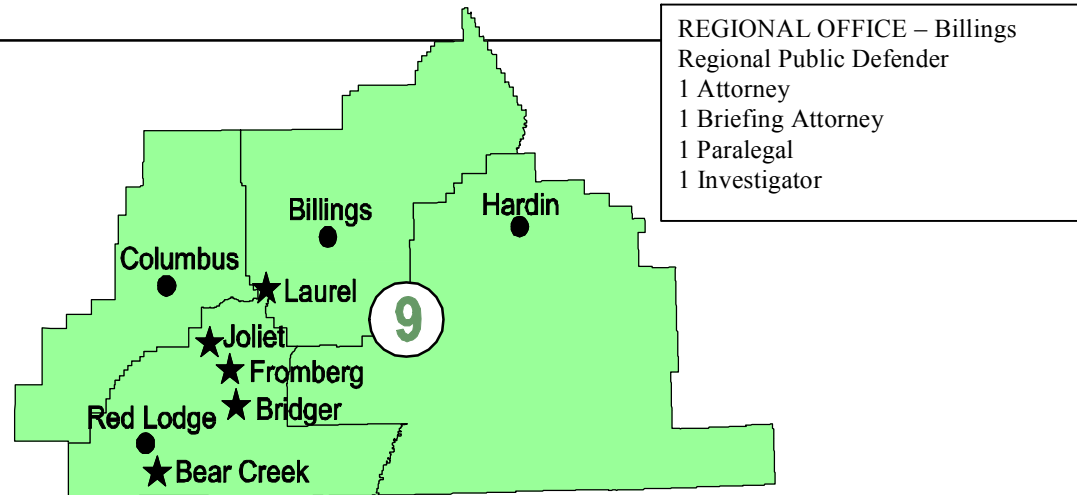 REGIONAL OFFICE – Billings
Regional Public Defender
1 Attorney
1 Briefing Attorney
1 Paralegal
1 Investigator
Hardin
Billings
Columbus
Laurel
9
Joliet
Fromberg
Bridger
Red Lodge
Bear Creek